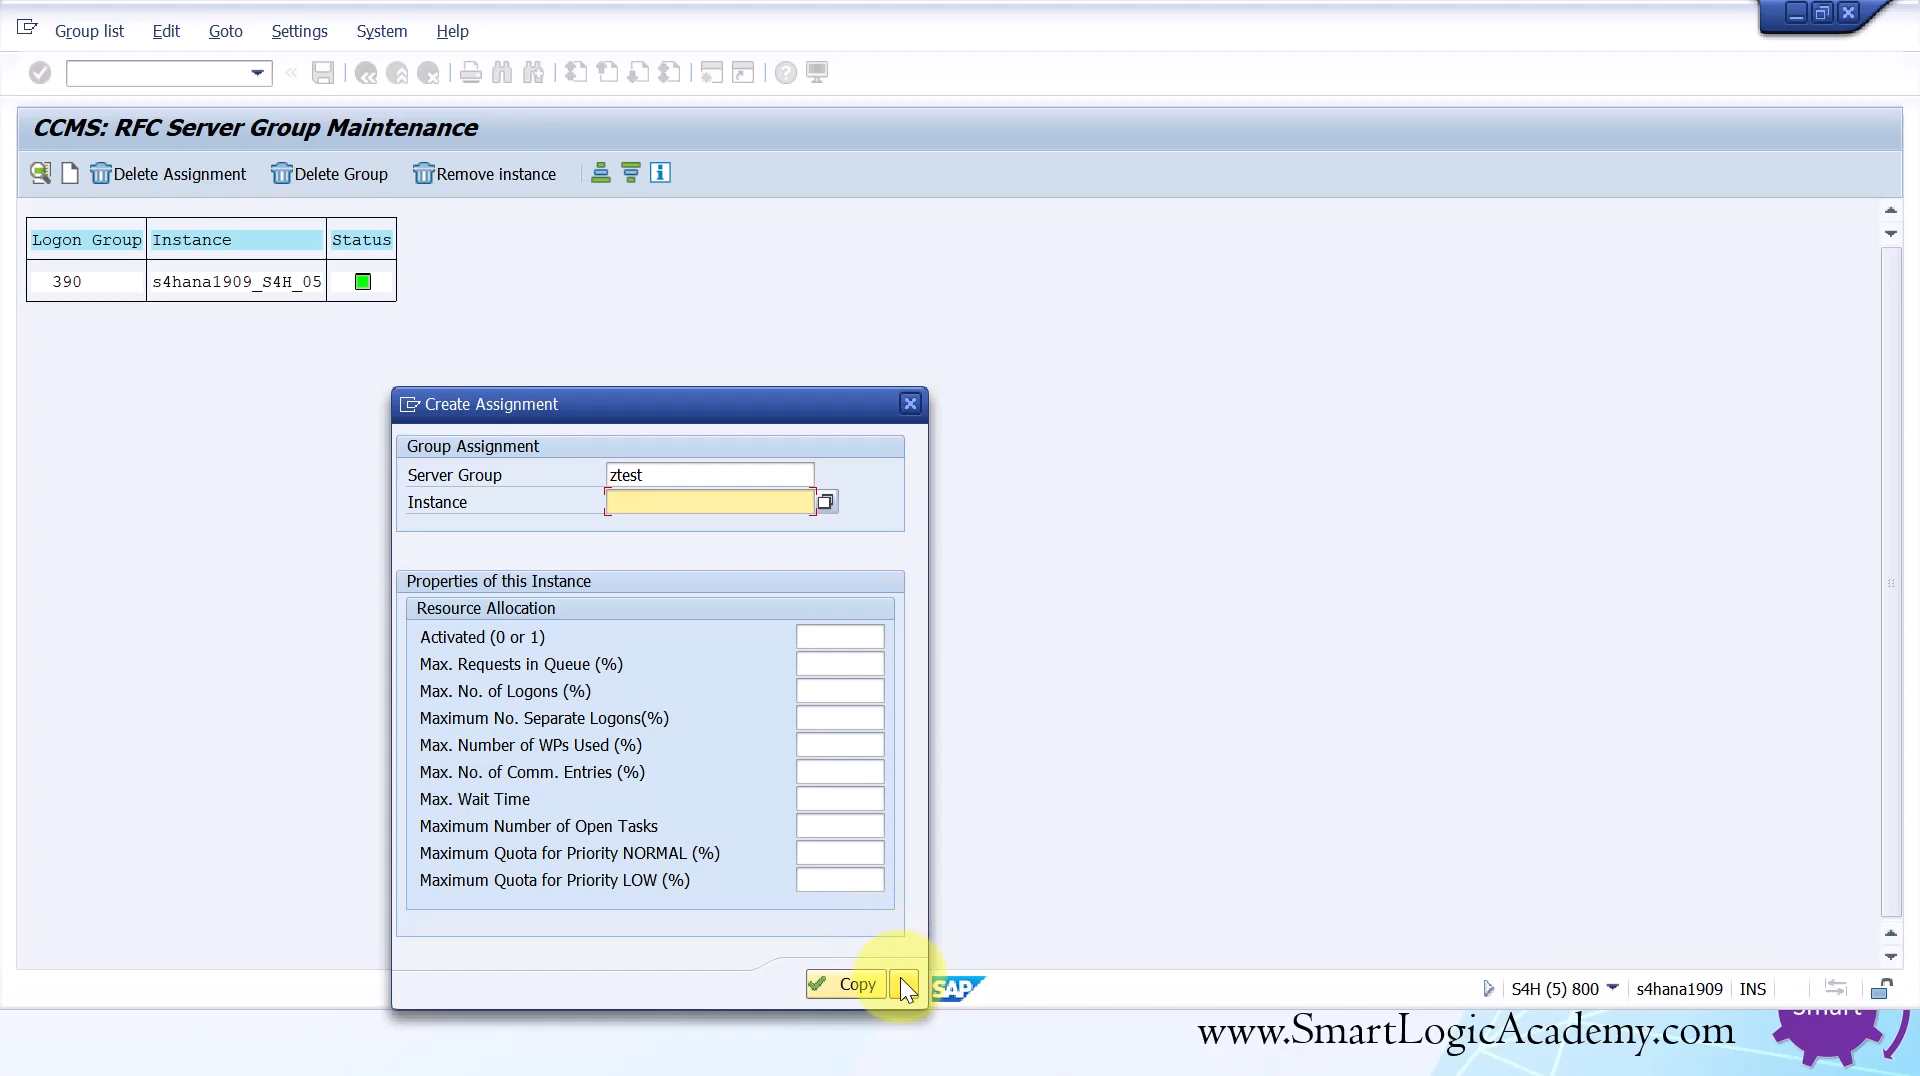 Group list Edit Goto Settings System Help
CCMS: RFC Server Group Maintenance
Delete Assignment Delete Group Remove instance
Logon Group Instance Status
390 s4hana1909_S4H_05
Create Assignment
Group Assignment
Server Group ztest
Instance
Properties of this Instance
Resource Allocation
Activated (0 or 1)
Max. Requests in Queue (%)
Max. No. of Logons (%)
Maximum No. Separate Logons(%)
Max. Number of WPs Used (%)
Max. No. of Comm. Entries (%)
Max. Wait Time
Maximum Number of Open Tasks
Maximum Quota for Priority NORMAL (%)
Maximum Quota for Priority LOW (%)
Copy
SAP
S4H (5) 800 s4hana1909 INS
www.SmartLogicAcademy.com
Smart